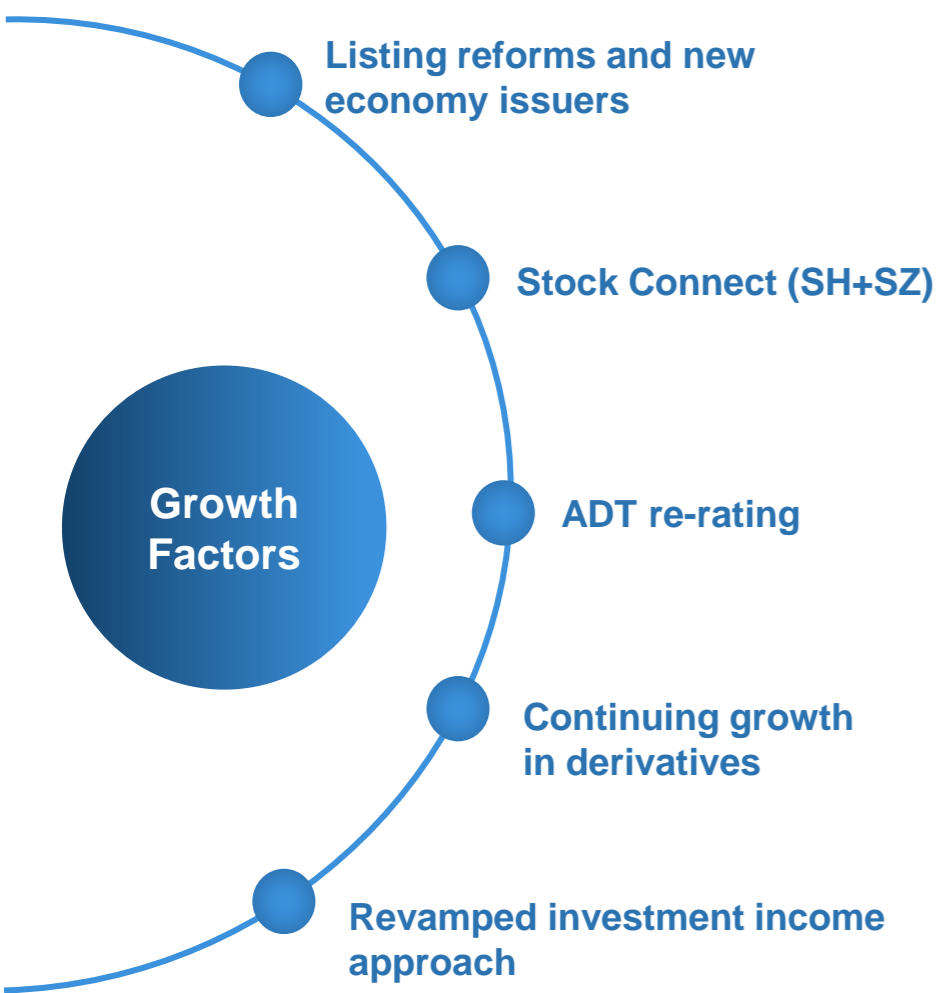 Listing reforms and new
economy issuers
Stock Connect (SH+SZ)
Growth
Factors
ADT re-rating
Continuing growth
in derivatives
Revamped investment income
approach